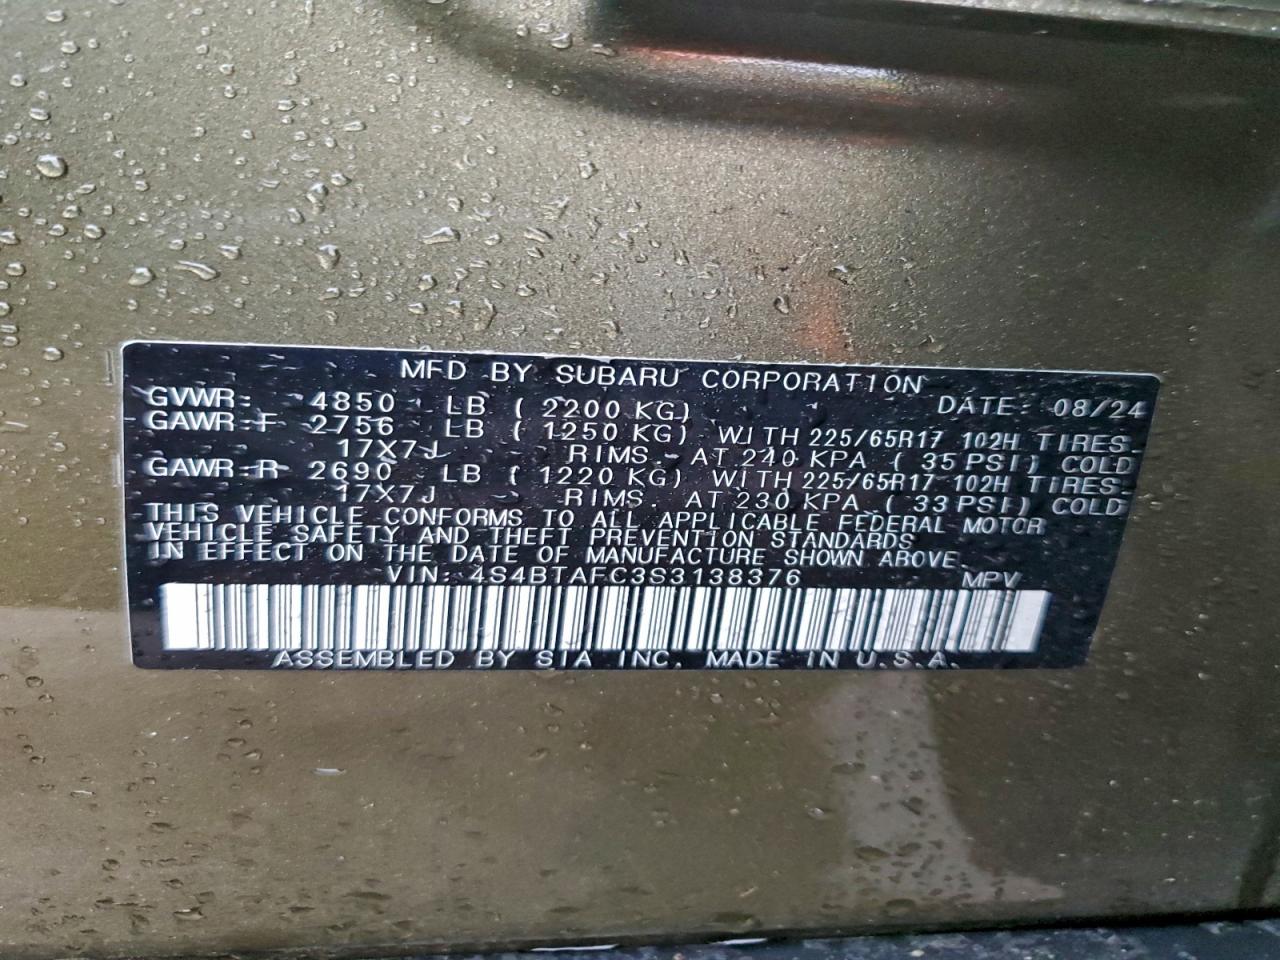 MFD BY SUBARU CORPORATION
GVWR: 4850 LB ( 2200 KG) DATE: 08/24
GAWR:F 2756 LB ( 1250 KG) WITH 225/65R17 102H TIRES.
17X7J RIMS. AT 240 KPA ( 35 PSI) COLD
GAWR:R 2690 LB ( 1220 KG) WITH 225/65R17 102H TIRES.
17X7J RIMS. AT 230 KPA ( 33 PSI) COLD
THIS VEHICLE CONFORMS TO ALL APPLICABLE FEDERAL MOTOR
VEHICLE SAFETY AND THEFT PREVENTION STANDARDS
IN EFFECT ON THE DATE OF MANUFACTURE SHOWN ABOVE.
VIN: 4S4BTAFC3S3138376 MPV
ASSEMBLED BY SIA INC. MADE IN U.S.A.